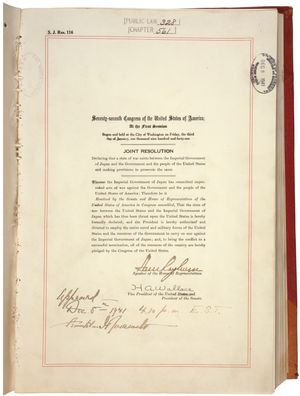 [PUBLIC LAW 328]
[CHAPTER 561]
S. J. Res. 116
Seventy-seventh Congress of the United States of America;
At the First Session
Begun and held at the City of Washington on Friday, the third
day of January, one thousand nine hundred and forty-one
JOINT RESOLUTION
Declaring that a state of war exists between the Imperial Government
of Japan and the Government and the people of the United States
and making provisions to prosecute the same.
Whereas the Imperial Government of Japan has committed unpro-
voked acts of war against the Government and the people of the
United States of America: Therefore be it
Resolved by the Senate and House of Representatives of the
United States of America in Congress assembled, That the state of
war between the United States and the Imperial Government of
Japan which has thus been thrust upon the United States is hereby
formally declared; and the President is hereby authorized and
directed to employ the entire naval and military forces of the United
States and the resources of the Government to carry on war against
the Imperial Government of Japan; and, to bring the conflict to a
successful termination, all of the resources of the country are hereby
pledged by the Congress of the United States.
Sam Rayburn
Speaker of the House of Representatives.
H A Wallace
Vice President of the United States and
President of the Senate.
Approved
Dec. 8th 1941 4.10 p.m. E.S.T.
Franklin D Roosevelt